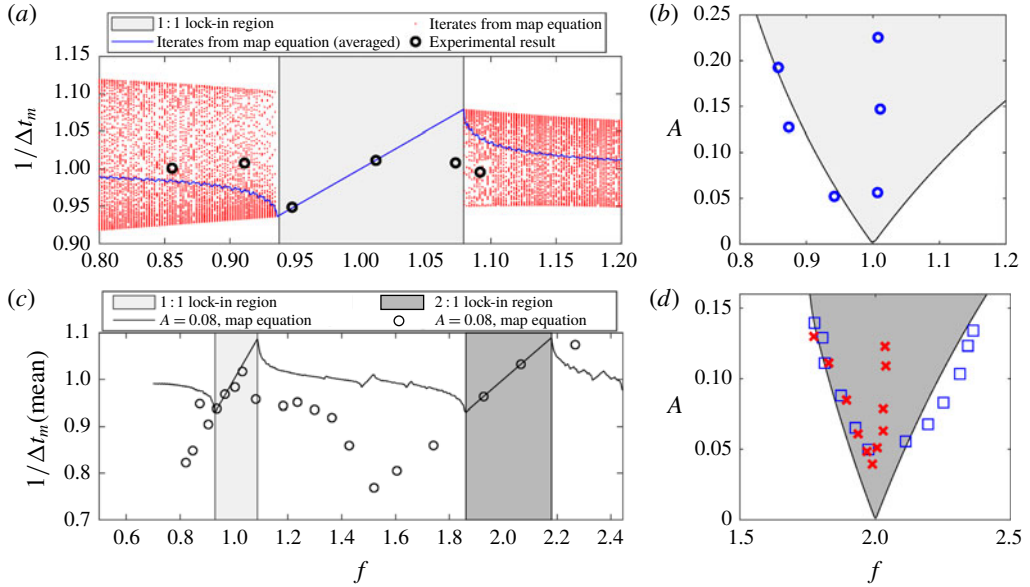 (a)
1 : 1 lock-in region
Iterates from map equation
Iterates from map equation (averaged)
Experimental result
1.15
1.10
1.05
1.00
0.95
0.90
1/Δt_m
0.80
0.85
0.90
0.95
1.00
1.05
1.10
1.15
1.20
(b)
0.25
0.20
0.15
0.10
0.05
0
A
0.8
0.9
1.0
1.1
1.2
(c)
1 : 1 lock-in region
2 : 1 lock-in region
A = 0.08, map equation
A = 0.08, map equation
1.1
1.0
0.9
0.8
0.7
1/Δt_m(mean)
0.6
0.8
1.0
1.2
1.4
1.6
1.8
2.0
2.2
2.4
f
(d)
0.15
0.10
0.05
0
A
1.5
2.0
2.5
f